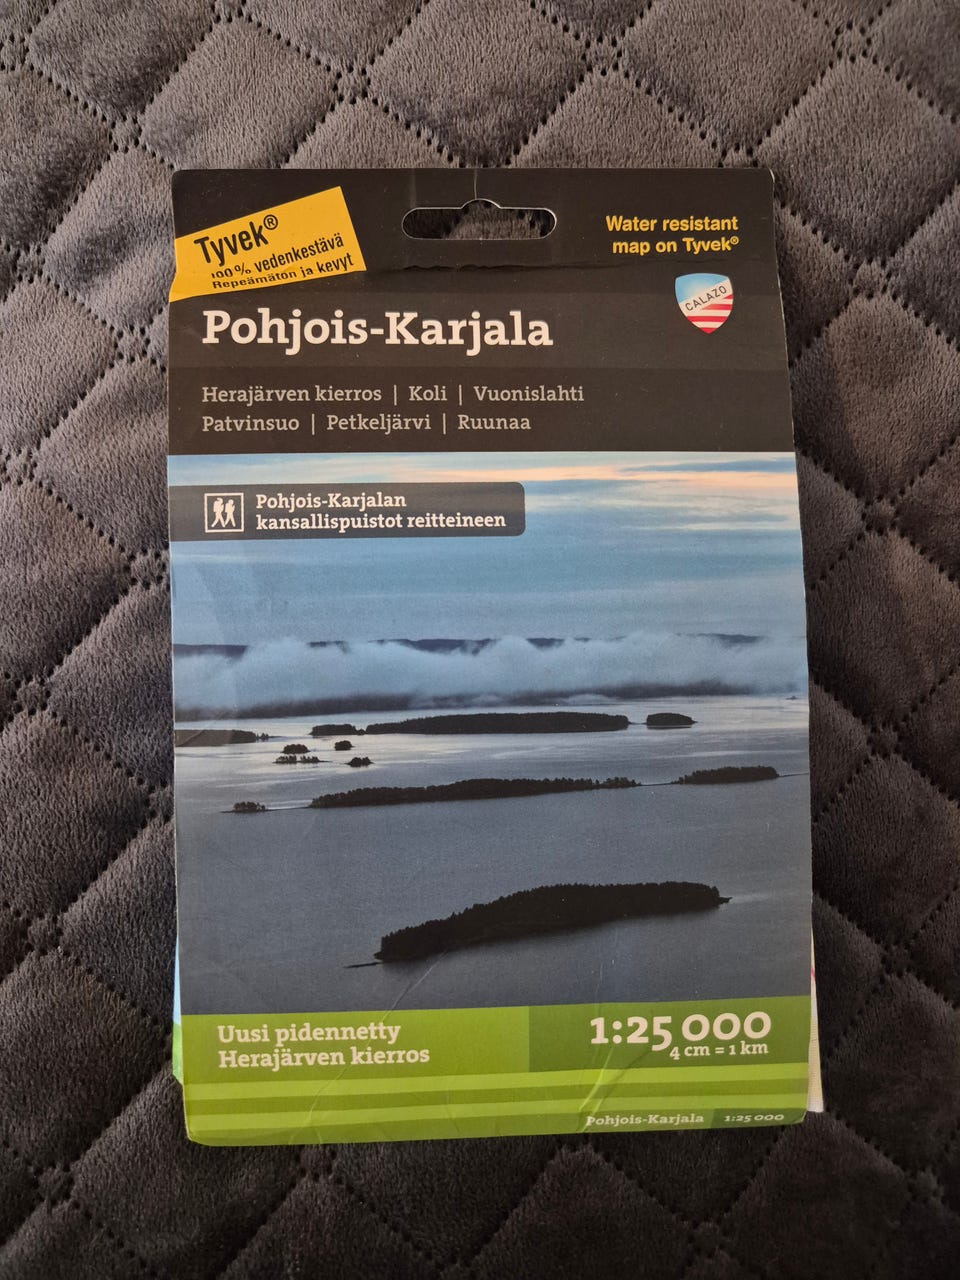 Tyvek®
100% vedenkestävä
Repeämätön ja kevyt
Water resistant
map on Tyvek®
CALAZO
Pohjois-Karjala
Herajärven kierros | Koli | Vuonislahti
Patvinsuo | Petkeljärvi | Ruunaa
Pohjois-Karjalan
kansallispuistot reitteineen
Uusi pidennetty
Herajärven kierros
1:25 000
4 cm = 1 km
Pohjois-Karjala 1:25 000